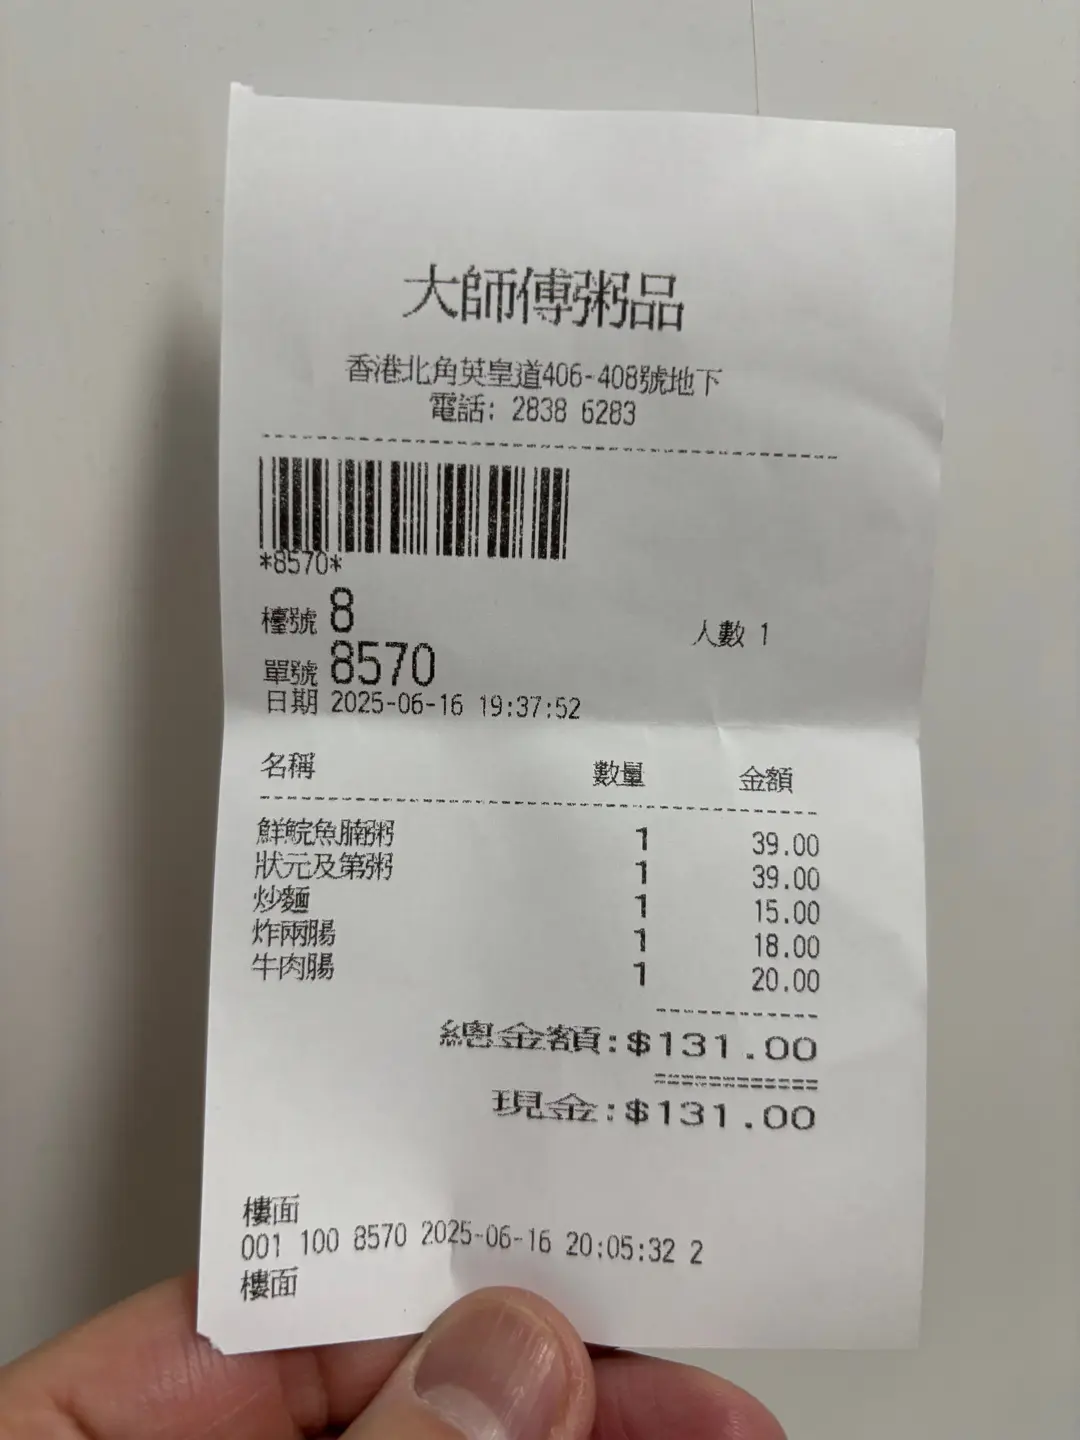 大師傅粥品
香港北角英皇道406-408號地下
電話: 2838 6283
*8570*
檯號 8 人數 1
單號 8570
日期 2025-06-16 19:37:52
名稱 數量 金額
鮮鯇魚腩粥 1 39.00
狀元及第粥 1 39.00
炒麵 1 15.00
炸兩腸 1 18.00
牛肉腸 1 20.00
總金額:$131.00
現金:$131.00
樓面
001 100 8570 2025-06-16 20:05:32 2
樓面